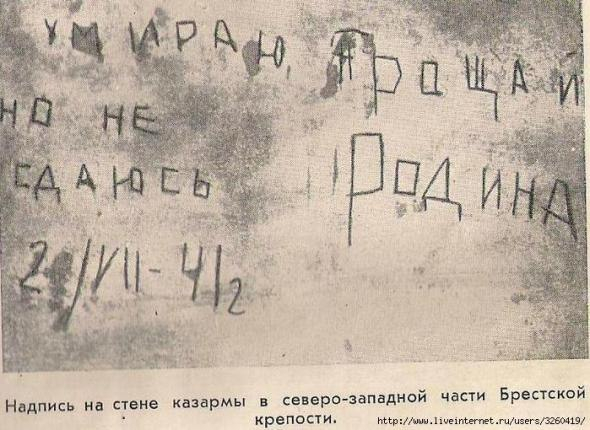 УМИРАЮ,
НО НЕ
СДАЮСЬ
ПРОЩАЙ
РОДИНА
20/VII-41г
Надпись на стене казармы в северо-западной части Брестской
крепости.
http://www.liveinternet.ru/users/3260419/